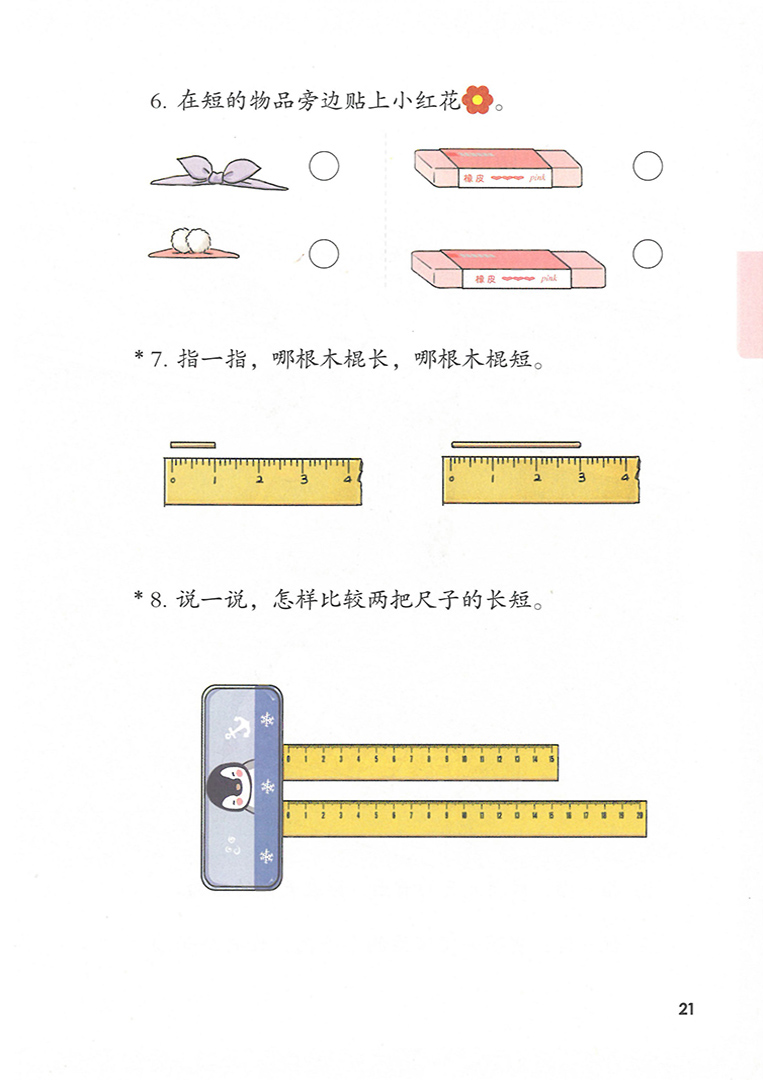 6. 在短的物品旁边贴上小红花。
橡皮 pink
橡皮 pink
*7. 指一指，哪根木棍长，哪根木棍短。
0 1 2 3 4
0 1 2 3 4
*8. 说一说，怎样比较两把尺子的长短。
0 1 2 3 4 5 6 7 8 9 10 11 12 13 14 15
0 1 2 3 4 5 6 7 8 9 10 11 12 13 14 15 16 17 18 19 20
21